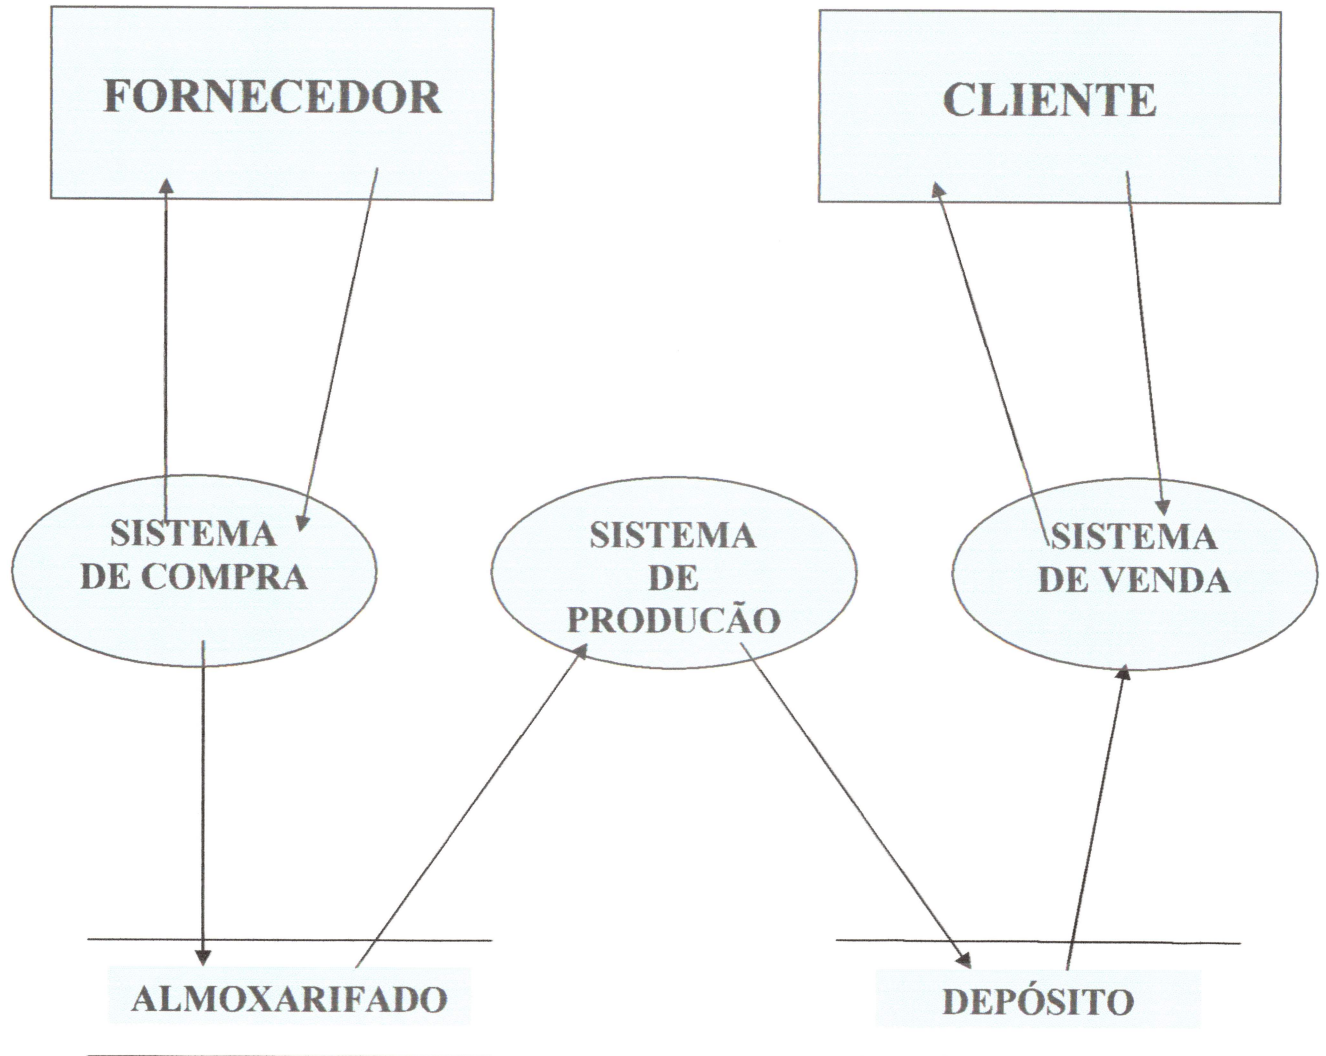 FORNECEDOR
CLIENTE
SISTEMA
DE COMPRA
SISTEMA
DE
PRODUCÃO
SISTEMA
DE VENDA
ALMOXARIFADO
DEPÓSITO